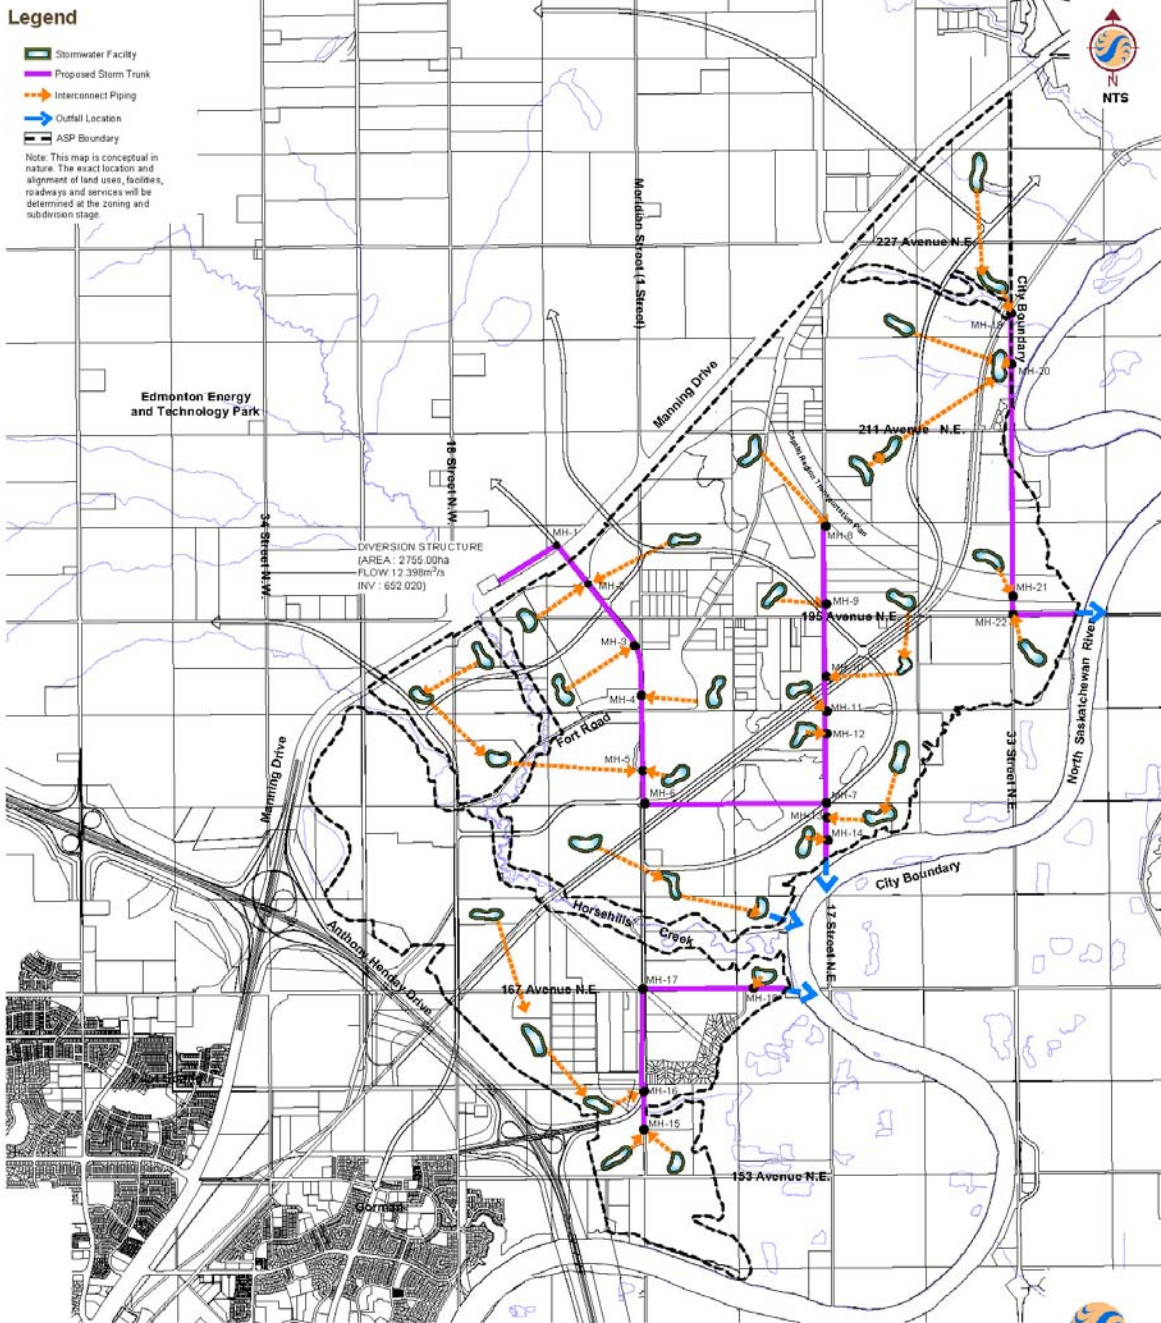 Legend
Stormwater Facility
Proposed Storm Trunk
Interconnect Piping
Outfall Location
ASP Boundary
Note: This map is conceptual in
nature. The exact location and
alignment of land uses, facilities,
roadways and services will be
determined at the zoning and
subdivision stage.
N
NTS
Meridian Street (1 Street)
227 Avenue N.E.
City Boundary
MH-20
Manning Drive
Edmonton Energy
and Technology Park
211 Avenue N.E.
18 Street N.W.
34 Street N.W.
MH-8
MH-1
DIVERSION STRUCTURE
(AREA : 2755.00ha
FLOW:12.398m³/s
INV : 652.020)
MH-2
MH-21
MH-9
195 Avenue N.E.
MH-22
MH-3
MH-10
MH-4
MH-11
Fort Road
MH-12
North Saskatchewan River
33 Street N.E.
Manning Drive
MH-5
MH-6
MH-7
MH-13
MH-14
City Boundary
Horsehills Creek
17 Street N.E.
Anthony Henday Drive
MH-17
167 Avenue N.E.
MH-18
MH-16
MH-15
153 Avenue N.E.
Gorman